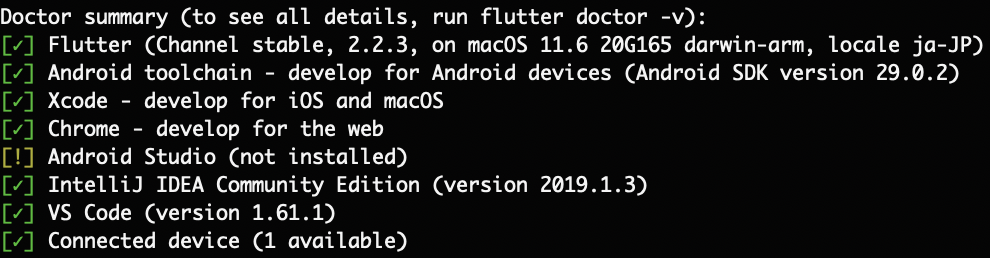 Doctor summary (to see all details, run flutter doctor -v):
[✓] Flutter (Channel stable, 2.2.3, on macOS 11.6 20G165 darwin-arm, locale ja-JP)
[✓] Android toolchain - develop for Android devices (Android SDK version 29.0.2)
[✓] Xcode - develop for iOS and macOS
[✓] Chrome - develop for the web
[!] Android Studio (not installed)
[✓] IntelliJ IDEA Community Edition (version 2019.1.3)
[✓] VS Code (version 1.61.1)
[✓] Connected device (1 available)